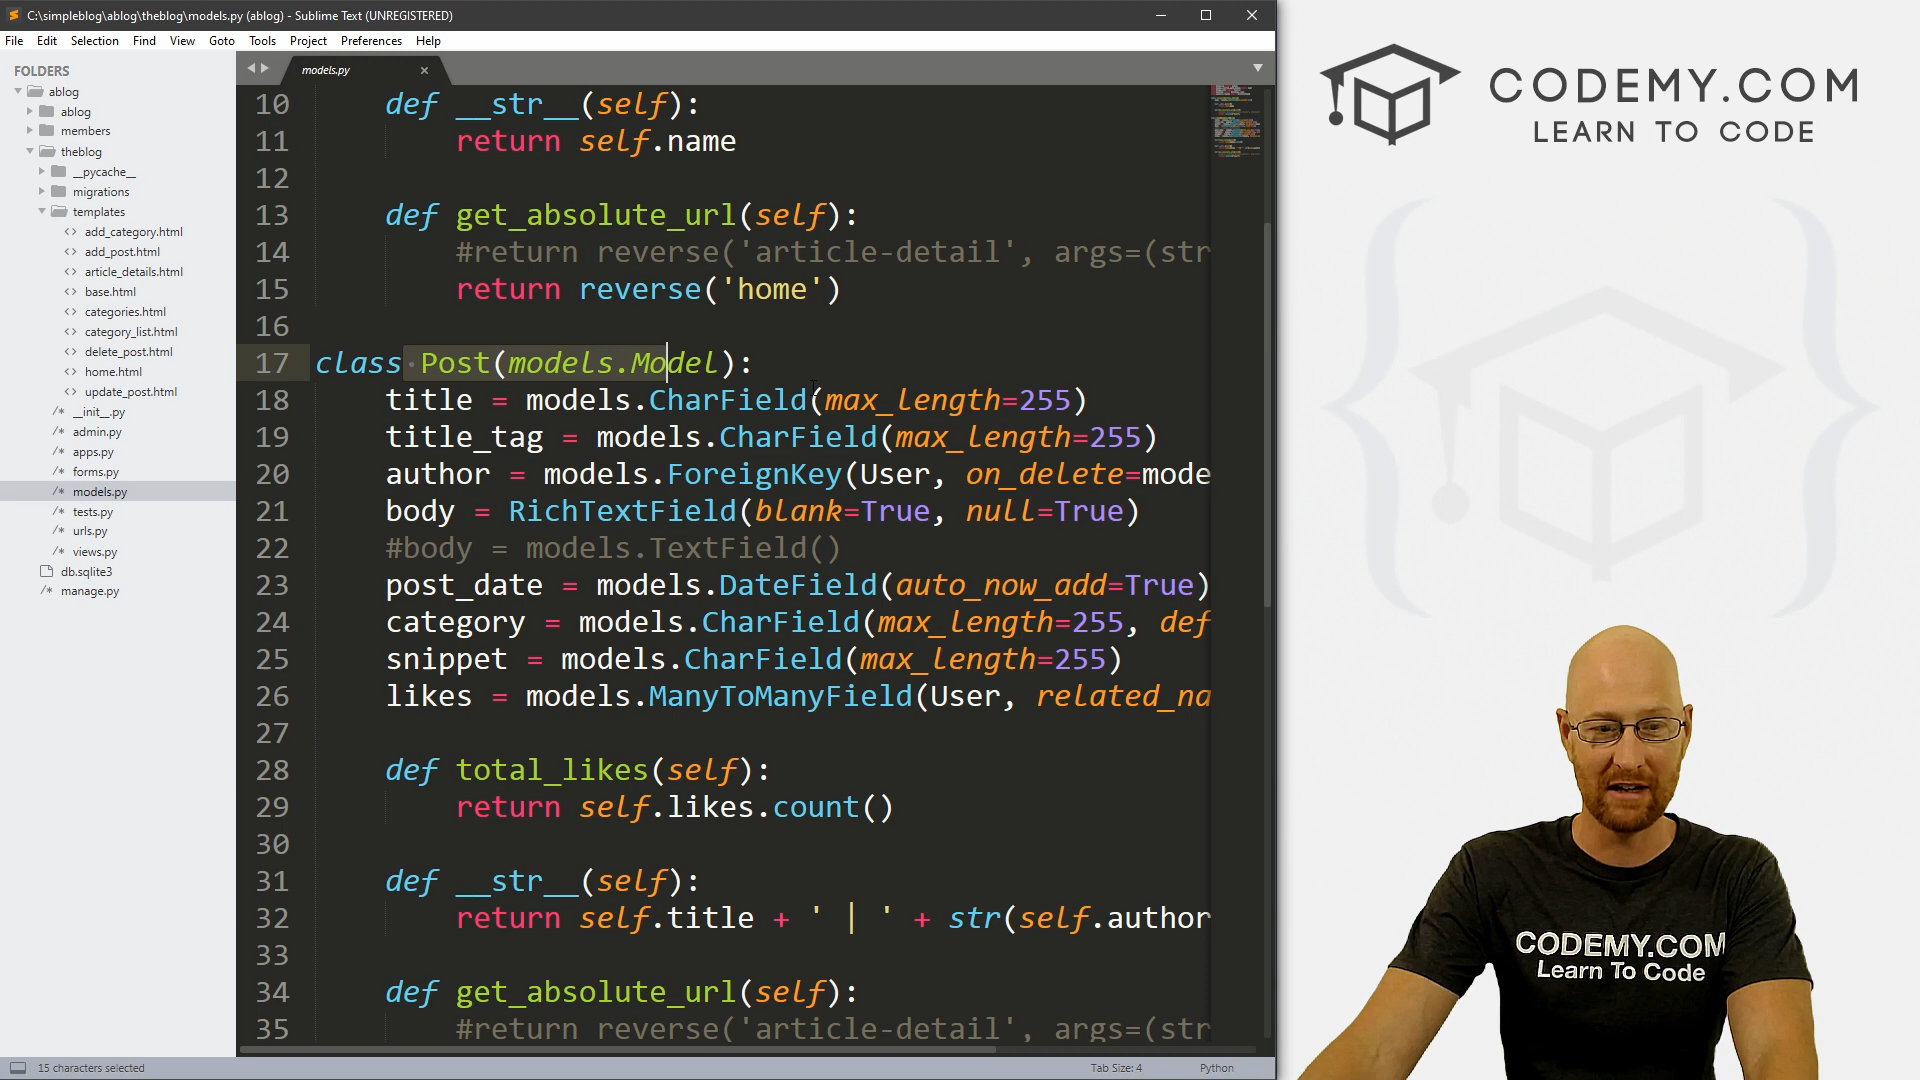 C:\simpleblog\ablog\theblog\models.py (ablog) - Sublime Text (UNREGISTERED)
File Edit Selection Find View Goto Tools Project Preferences Help
FOLDERS
ablog
ablog
members
theblog
__pycache__
migrations
templates
add_category.html
add_post.html
article_details.html
base.html
categories.html
category_list.html
delete_post.html
home.html
update_post.html
__init__.py
admin.py
apps.py
forms.py
models.py
tests.py
urls.py
views.py
db.sqlite3
manage.py
models.py
10 def __str__(self):
11 return self.name
12
13 def get_absolute_url(self):
14 #return reverse('article-detail', args=(str
15 return reverse('home')
16
17 class Post(models.Model):
18 title = models.CharField(max_length=255)
19 title_tag = models.CharField(max_length=255)
20 author = models.ForeignKey(User, on_delete=mode
21 body = RichTextField(blank=True, null=True)
22 #body = models.TextField()
23 post_date = models.DateField(auto_now_add=True)
24 category = models.CharField(max_length=255, def
25 snippet = models.CharField(max_length=255)
26 likes = models.ManyToManyField(User, related_na
27
28 def total_likes(self):
29 return self.likes.count()
30
31 def __str__(self):
32 return self.title + ' | ' + str(self.author
33
34 def get_absolute_url(self):
35 #return reverse('article-detail', args=(str
15 characters selected
Tab Size: 4
Python
CODEMY.COM
LEARN TO CODE
CODEMY.COM
Learn To Code